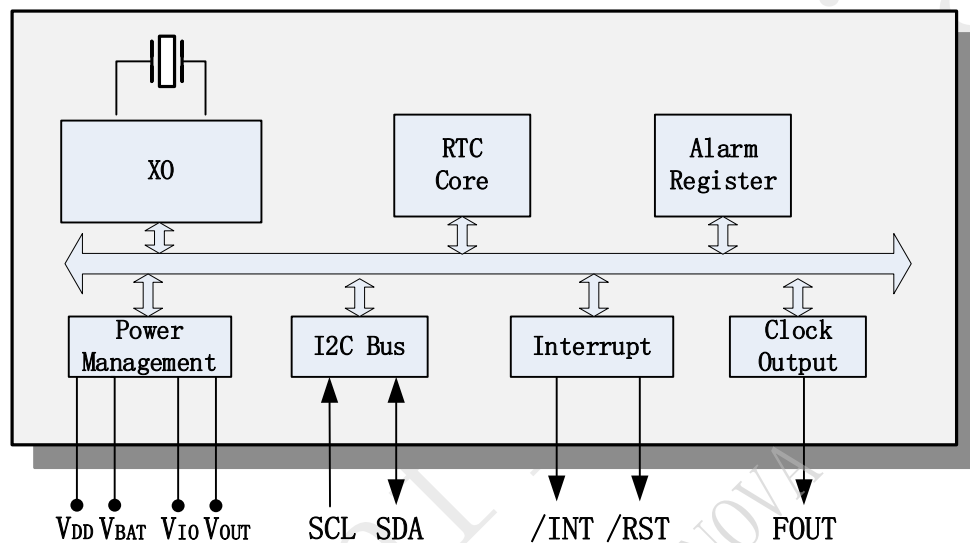 XO
RTC
Core
Alarm
Register
Power
Management
I2C Bus
Interrupt
Clock
Output
VDD VBAT VIO VOUT SCL SDA /INT /RST FOUT